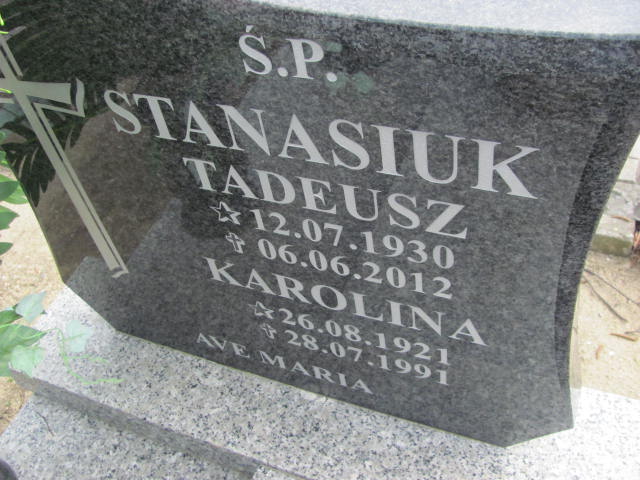 Ś.P.
STANASIUK
TADEUSZ
☆ 12.07.1930
✝ 06.06.2012
KAROLINA
☆ 26.08.1921
✝ 28.07.1991
AVE MARIA